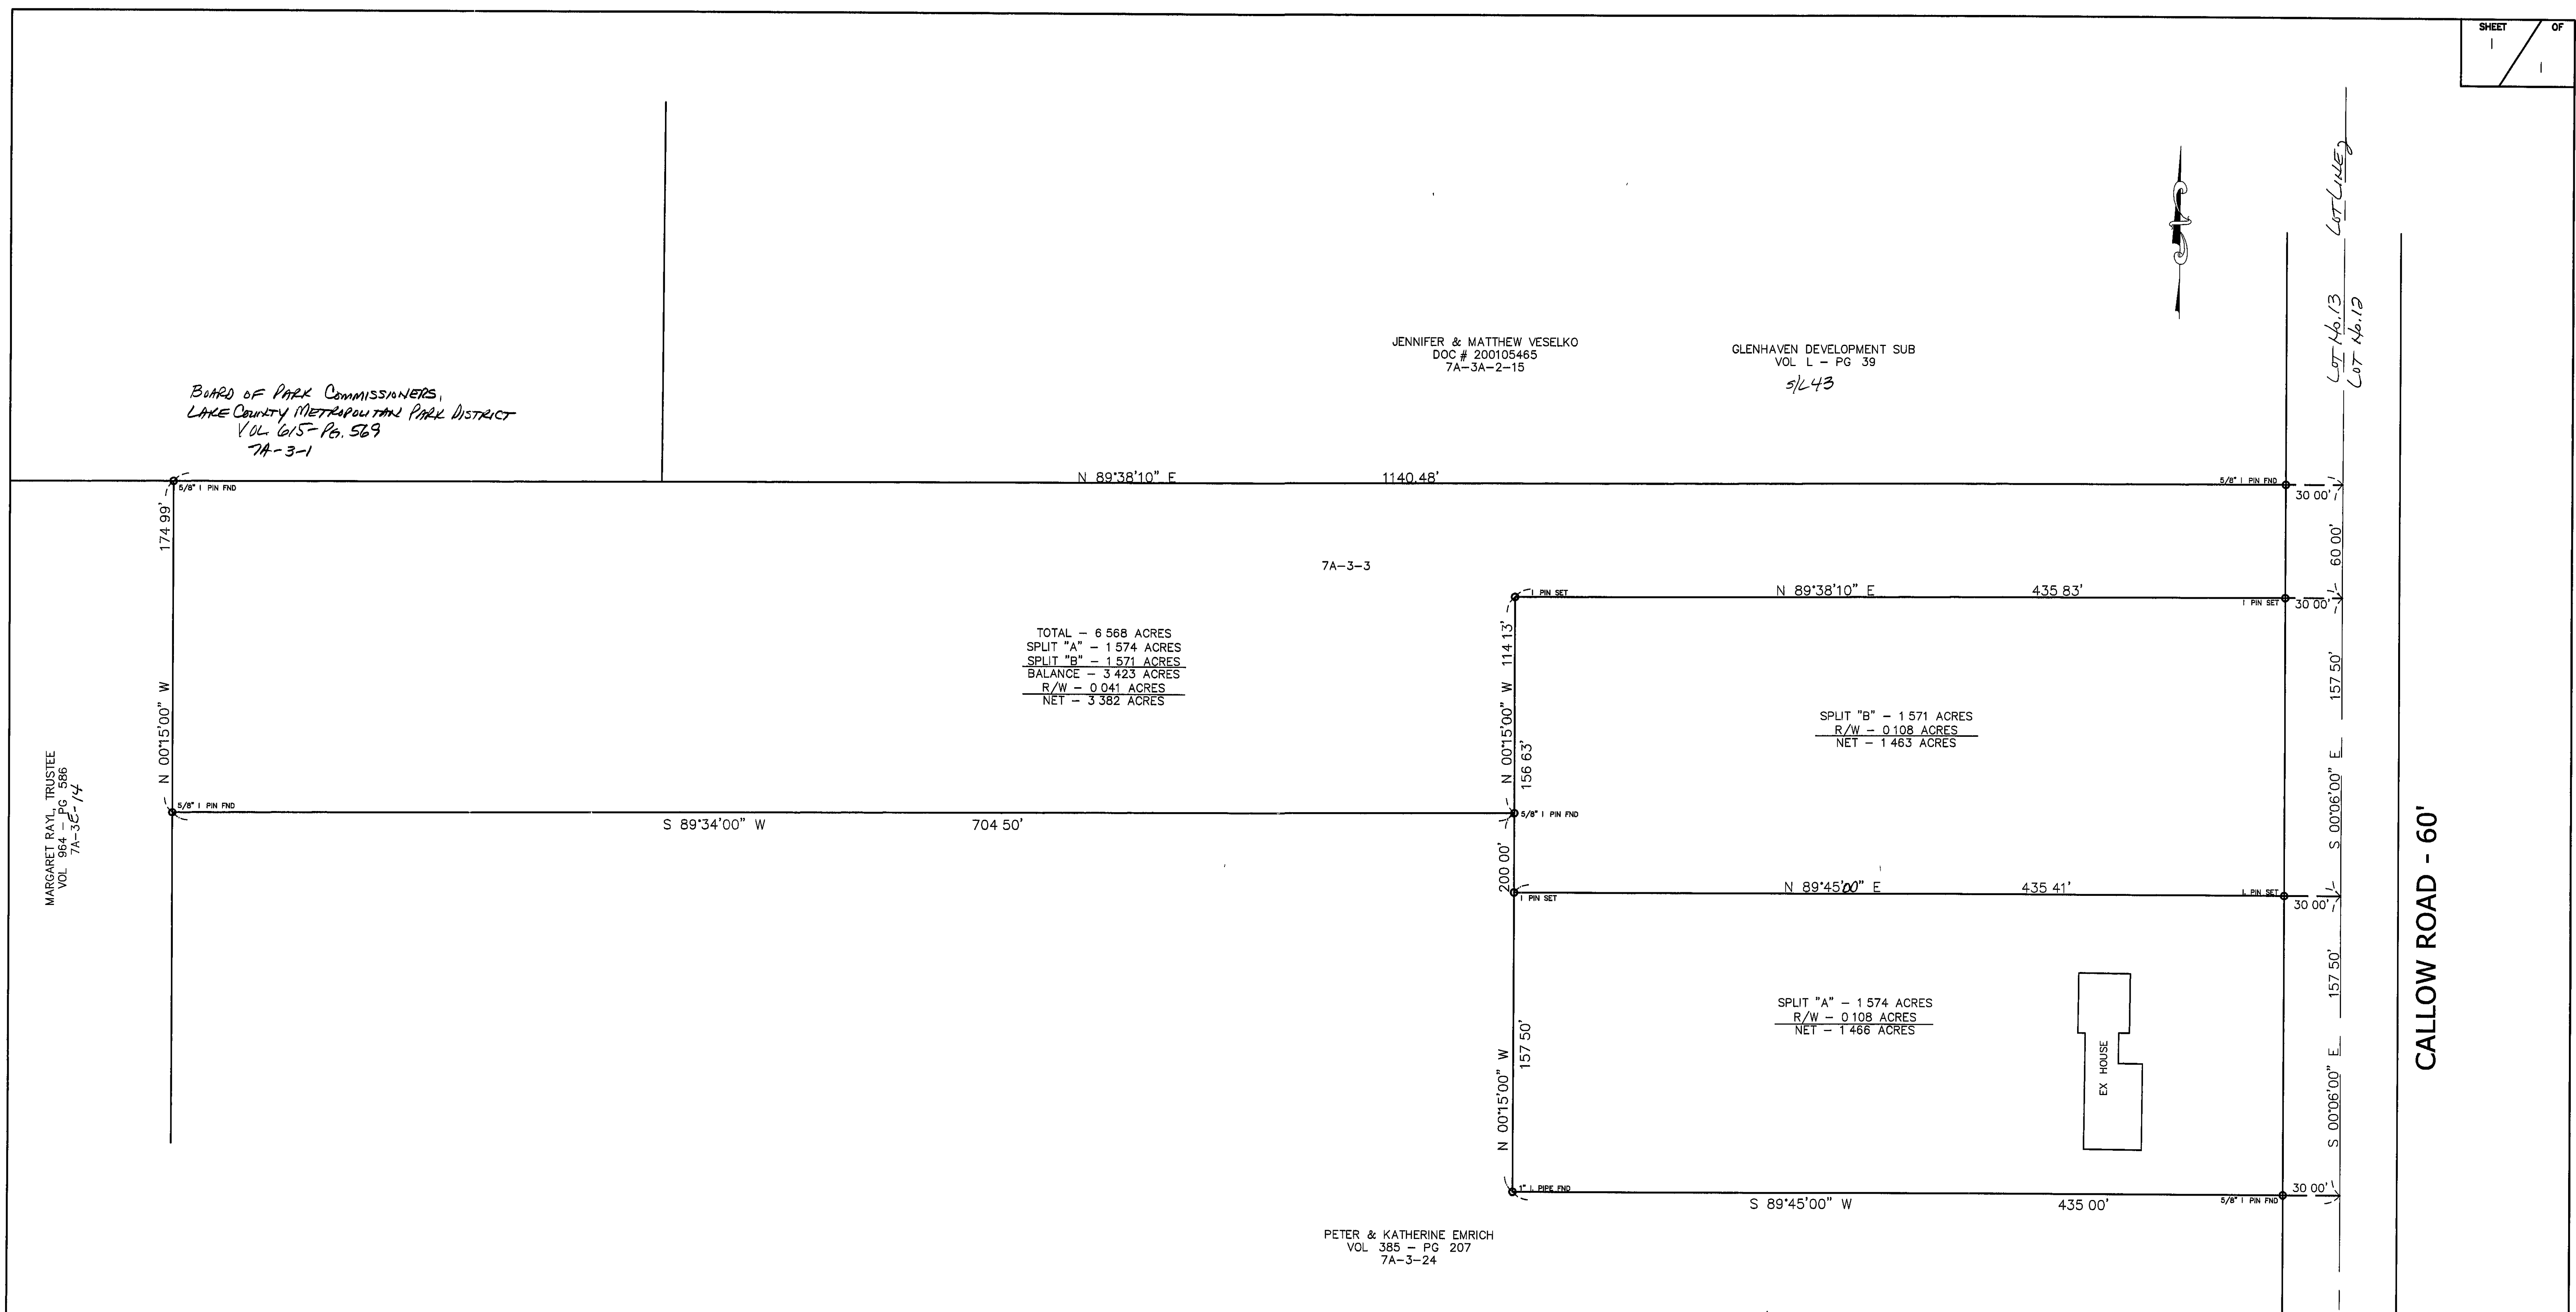 SHEET OF
1 1
LOT LINE
LOT No. 13
LOT No. 12
JENNIFER & MATTHEW VESELKO
DOC # 200105465
7A-3A-2-15
GLENHAVEN DEVELOPMENT SUB
VOL L - PG 39
S/L 43
BOARD OF PARK COMMISSIONERS,
LAKE COUNTY METROPOLITAN PARK DISTRICT
VOL. 615-PG. 569
7A-3-1
N 89°38'10" E 1140.48'
5/8" I PIN FND
5/8" I PIN FND
30 00'
174 99'
N 00°15'00" W
60 00'
7A-3-3
I PIN SET
N 89°38'10" E 435 83'
I PIN SET
30 00'
TOTAL - 6 568 ACRES
SPLIT "A" - 1 574 ACRES
SPLIT "B" - 1 571 ACRES
BALANCE - 3 423 ACRES
R/W - 0 041 ACRES
NET - 3 382 ACRES
N 00°15'00" W 114 13'
156 63'
SPLIT "B" - 1 571 ACRES
R/W - 0 108 ACRES
NET - 1 463 ACRES
S 00°06'00" E 157 50'
MARGARET RAYL, TRUSTEE
VOL 964 - PG 586
7A-3E-14
5/8" I PIN FND
S 89°34'00" W 704 50'
5/8" I PIN FND
200 00'
N 89°45'00" E 435 41'
I PIN SET
I. PIN SET
30 00'
CALLOW ROAD - 60'
N 00°15'00" W
157 50'
SPLIT "A" - 1 574 ACRES
R/W - 0 108 ACRES
NET - 1 466 ACRES
EX HOUSE
S 00°06'00" E 157 50'
1" I. PIPE FND
S 89°45'00" W 435 00'
5/8" I PIN FND
30 00'
PETER & KATHERINE EMRICH
VOL 385 - PG 207
7A-3-24